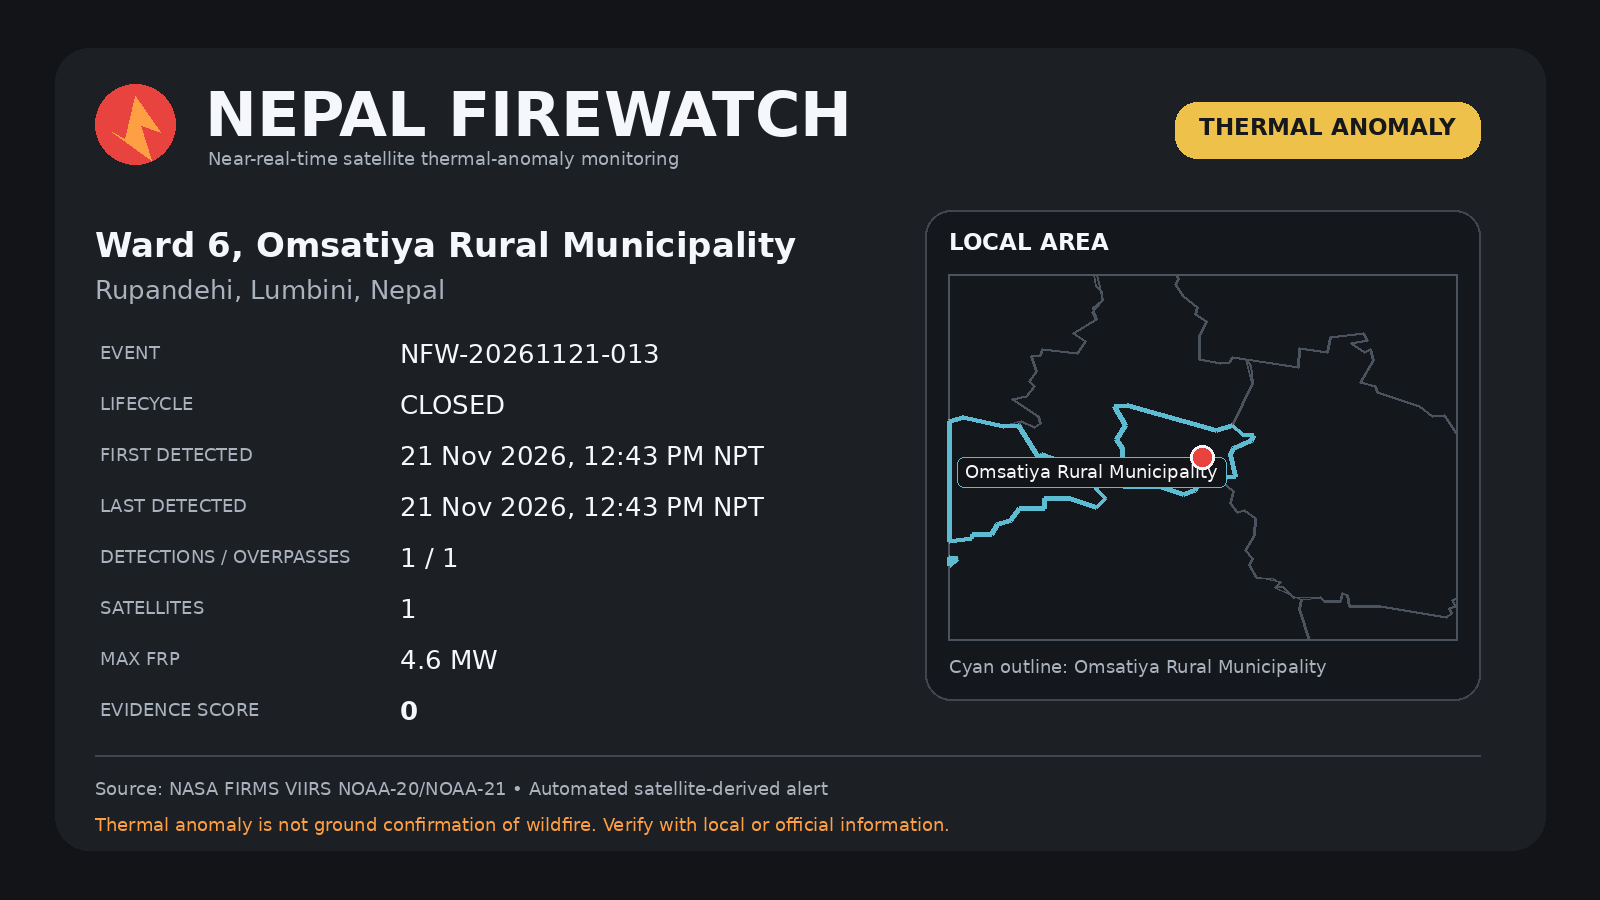 NEPAL FIREWATCH
Near-real-time satellite thermal-anomaly monitoring
THERMAL ANOMALY
Ward 6, Omsatiya Rural Municipality
Rupandehi, Lumbini, Nepal
EVENT NFW-20261121-013
LIFECYCLE CLOSED
FIRST DETECTED 21 Nov 2026, 12:43 PM NPT
LAST DETECTED 21 Nov 2026, 12:43 PM NPT
DETECTIONS / OVERPASSES 1 / 1
SATELLITES 1
MAX FRP 4.6 MW
EVIDENCE SCORE 0
LOCAL AREA
Omsatiya Rural Municipality
Cyan outline: Omsatiya Rural Municipality
Source: NASA FIRMS VIIRS NOAA-20/NOAA-21 • Automated satellite-derived alert
Thermal anomaly is not ground confirmation of wildfire. Verify with local or official information.